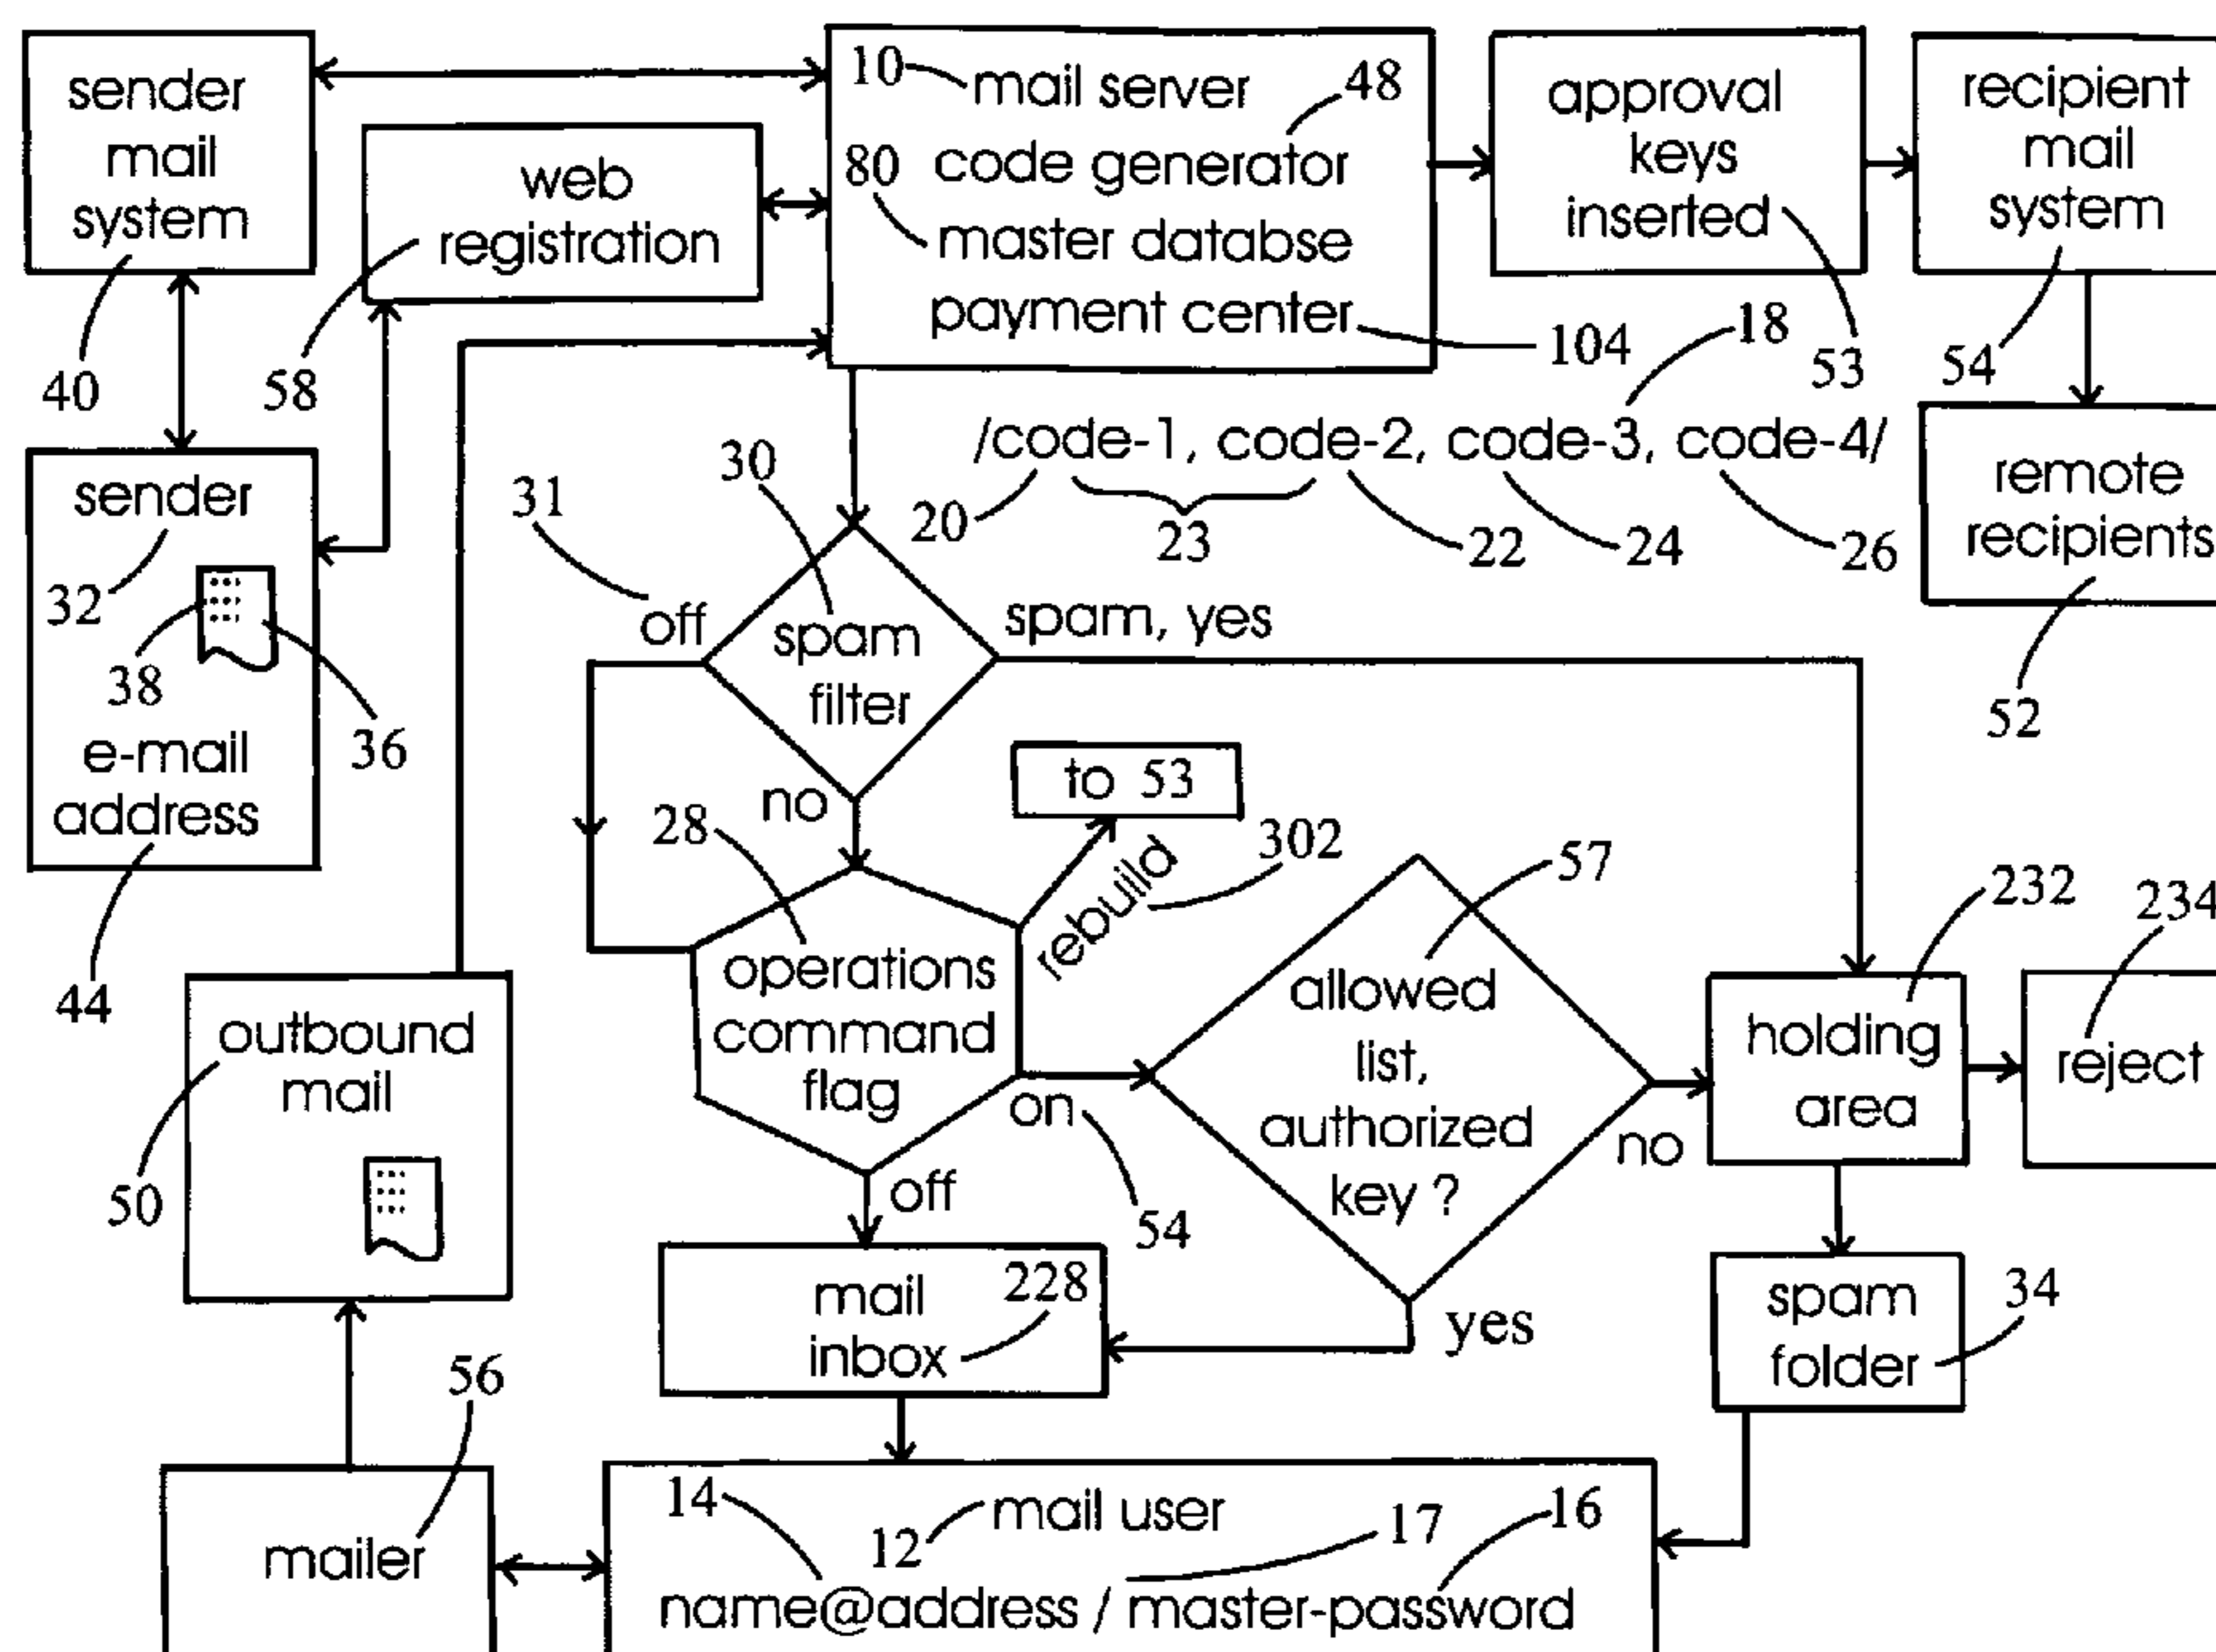 sender
mail
system
40
web
registration
58
10 mail server
48
code generator
80
master databse
payment center
104
approval
keys
inserted
53
recipient
mail
system
54
remote
recipients
52
18
/code-1, code-2, code-3, code-4/
20
23
22
24
26
sender
32
38
36
e-mail
address
44
31
30
off
spam
filter
spam, yes
no
to 53
rebuild
302
28
operations
command
flag
on
54
off
57
allowed
list,
authorized
key ?
no
yes
232
holding
area
234
reject
spam
folder
34
outbound
mail
50
mail
inbox
228
56
mailer
14
12
mail user
17
16
name@address / master-password